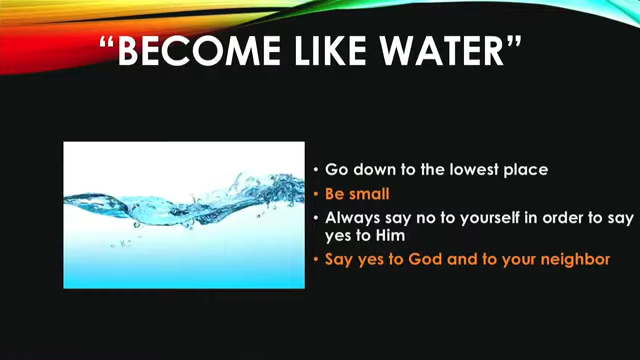 “BECOME LIKE WATER”
• Go down to the lowest place
• Be small
• Always say no to yourself in order to say
yes to Him
• Say yes to God and to your neighbor